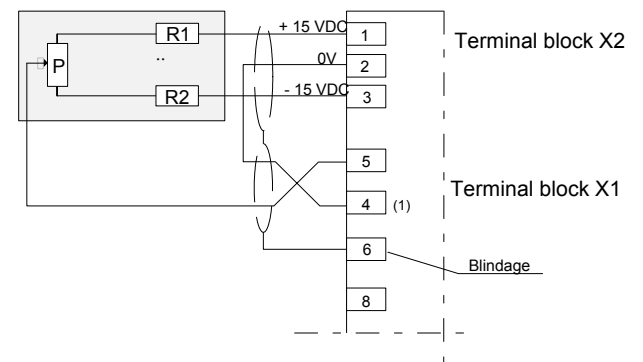 R1
+ 15 VDC
1
Terminal block X2
0V
2
P
..
R2
- 15 VDC
3
5
Terminal block X1
4
(1)
6
Blindage
8